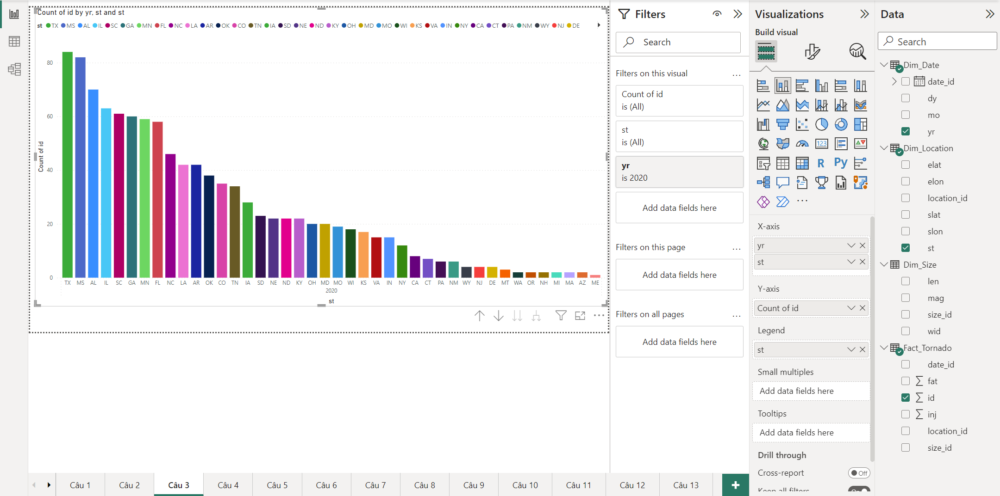 Count of id by yr, st and st
st TX MS AL IL SC GA MN FL NC LA AR OK CO TN IA SD NE ND KY OH MD MO WI KS VA IN NY CA CT PA NM WY NJ DE
Count of id
80
60
40
20
0
TX MS AL IL SC GA MN FL NC LA AR OK CO TN IA SD NE ND KY OH MD MO WI KS VA IN NY CA CT PA NM WY NJ DE MT WA OR NH MI MA AZ ME
2020
st
Câu 1 Câu 2 Câu 3 Câu 4 Câu 5 Câu 6 Câu 7 Câu 8 Câu 9 Câu 10 Câu 11 Câu 12 Câu 13 +
Filters
Search
Filters on this visual ...
Count of id
is (All)
st
is (All)
yr
is 2020
Add data fields here
Filters on this page ...
Add data fields here
Filters on all pages ...
Add data fields here
Visualizations
Build visual
123
R Py
...
X-axis
yr
st
Y-axis
Count of id
Legend
st
Small multiples
Add data fields here
Tooltips
Add data fields here
Drill through
Cross-report Off
Keep all filters On
Data
Search
Dim_Date
date_id
dy
mo
yr
Dim_Location
elat
elon
location_id
slat
slon
st
Dim_Size
len
mag
size_id
wid
Fact_Tornado
date_id
∑ fat
∑ id
∑ inj
location_id
size_id